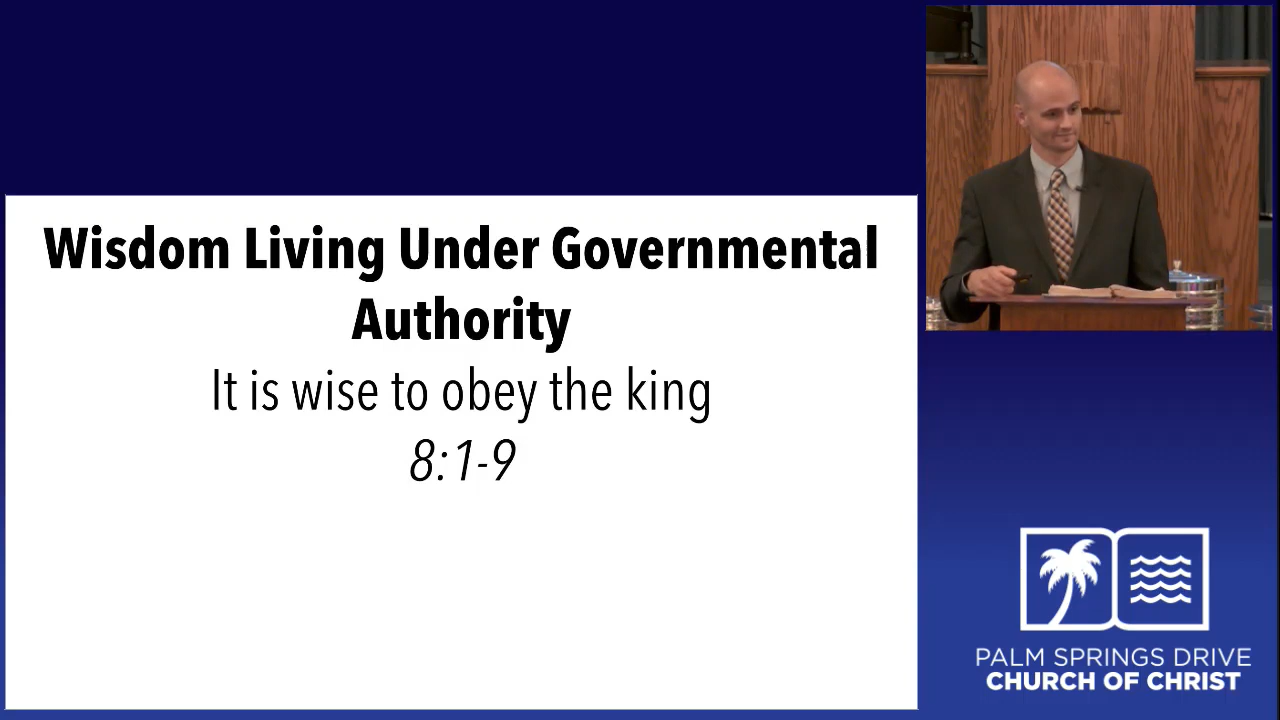 Wisdom Living Under Governmental
Authority
It is wise to obey the king
8:1-9
PALM SPRINGS DRIVE
CHURCH OF CHRIST